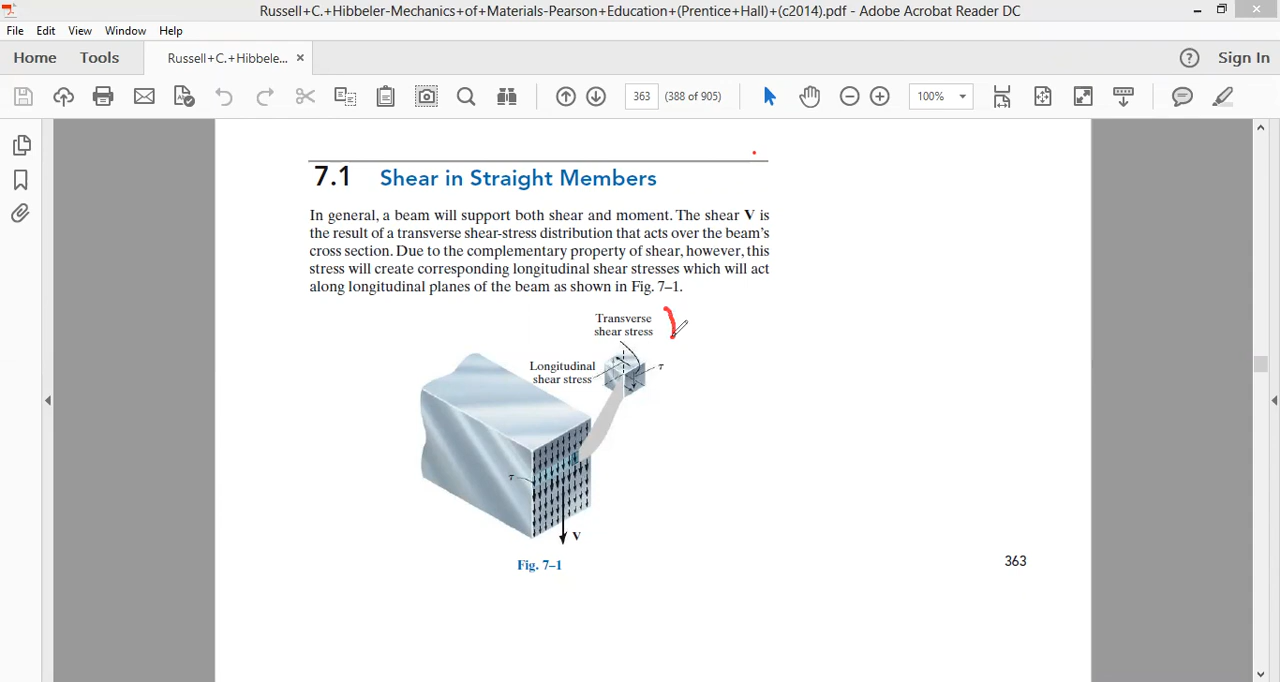 Russell+C.+Hibbeler-Mechanics+of+Materials-Pearson+Education+(Prentice+Hall)+(c2014).pdf - Adobe Acrobat Reader DC
File Edit View Window Help
Home Tools Russell+C.+Hibbele... × Sign In
363 (388 of 905) 100%
7.1 Shear in Straight Members
In general, a beam will support both shear and moment. The shear V is
the result of a transverse shear-stress distribution that acts over the beam's
cross section. Due to the complementary property of shear, however, this
stress will create corresponding longitudinal shear stresses which will act
along longitudinal planes of the beam as shown in Fig. 7–1.
Transverse
shear stress
Longitudinal
shear stress
τ
τ
V
Fig. 7–1
363